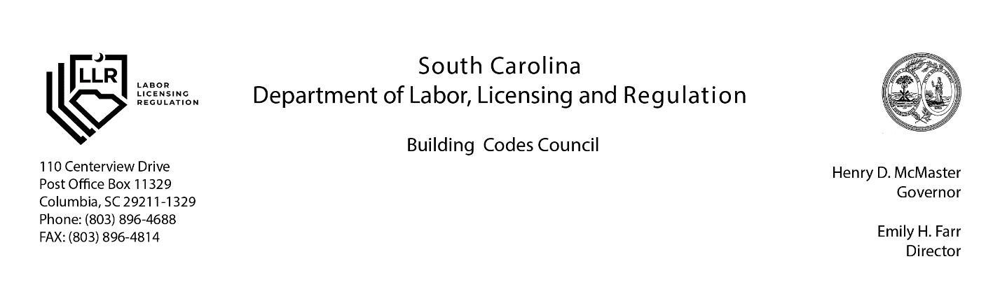 LLR
LABOR
LICENSING
REGULATION
South Carolina
Department of Labor, Licensing and Regulation
Building Codes Council
110 Centerview Drive
Post Office Box 11329
Columbia, SC 29211-1329
Phone: (803) 896-4688
FAX: (803) 896-4814
Henry D. McMaster
Governor
Emily H. Farr
Director